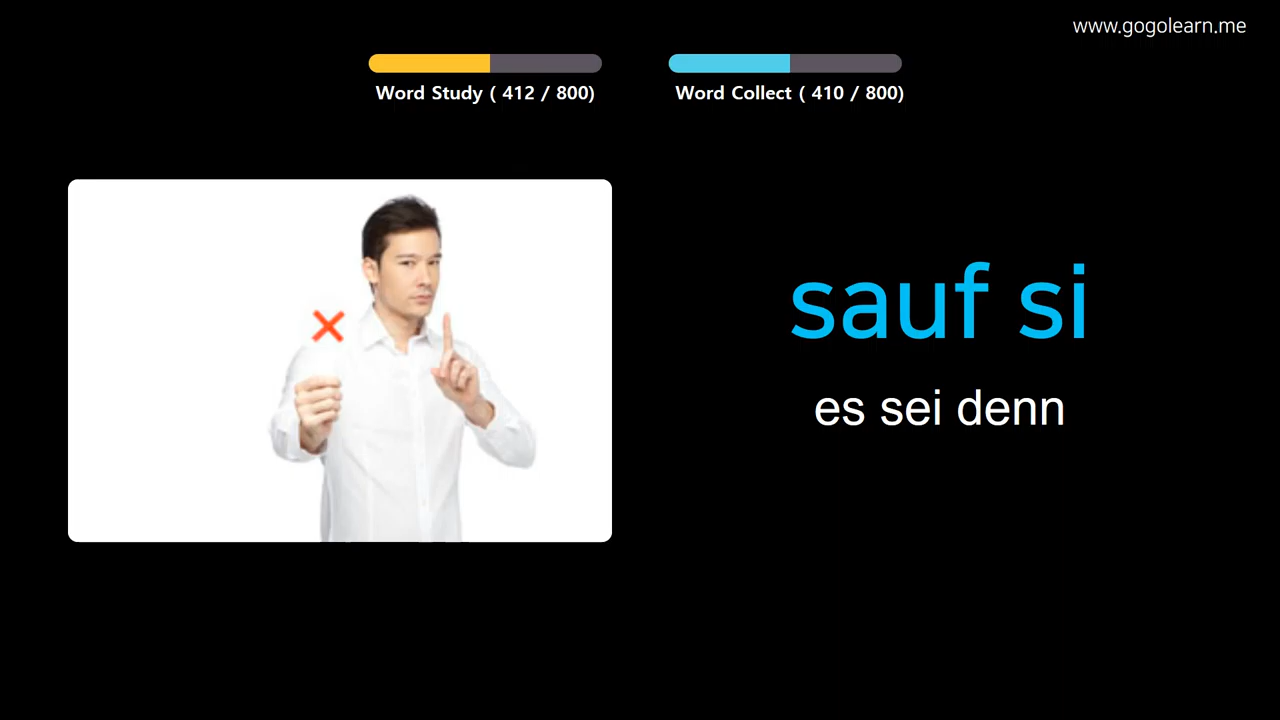 www.gogolearn.me
Word Study ( 412 / 800)
Word Collect ( 410 / 800)
sauf si
es sei denn